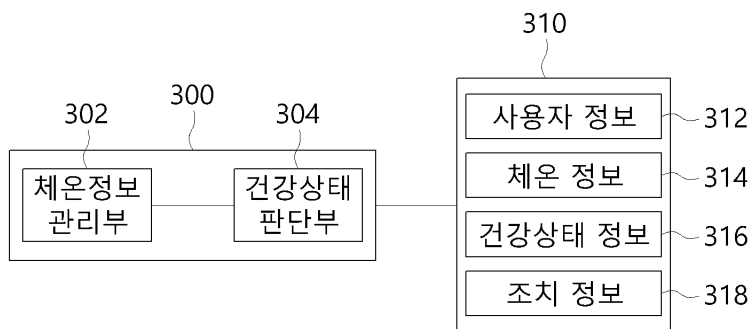 310
300
302
304
사용자 정보
312
체온정보
관리부
건강상태
판단부
체온 정보
314
건강상태 정보
316
조치 정보
318